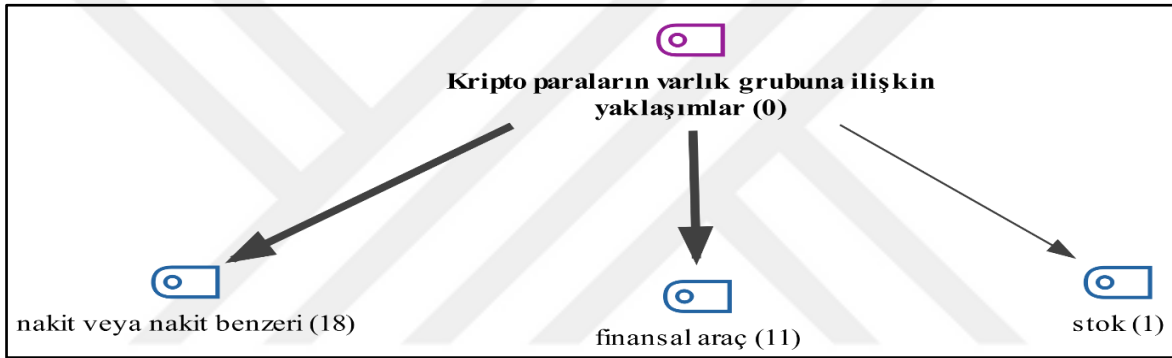 Kripto paraların varlık grubuna ilişkin
yaklaşımlar (0)
nakit veya nakit benzeri (18)
finansal araç (11)
stok (1)